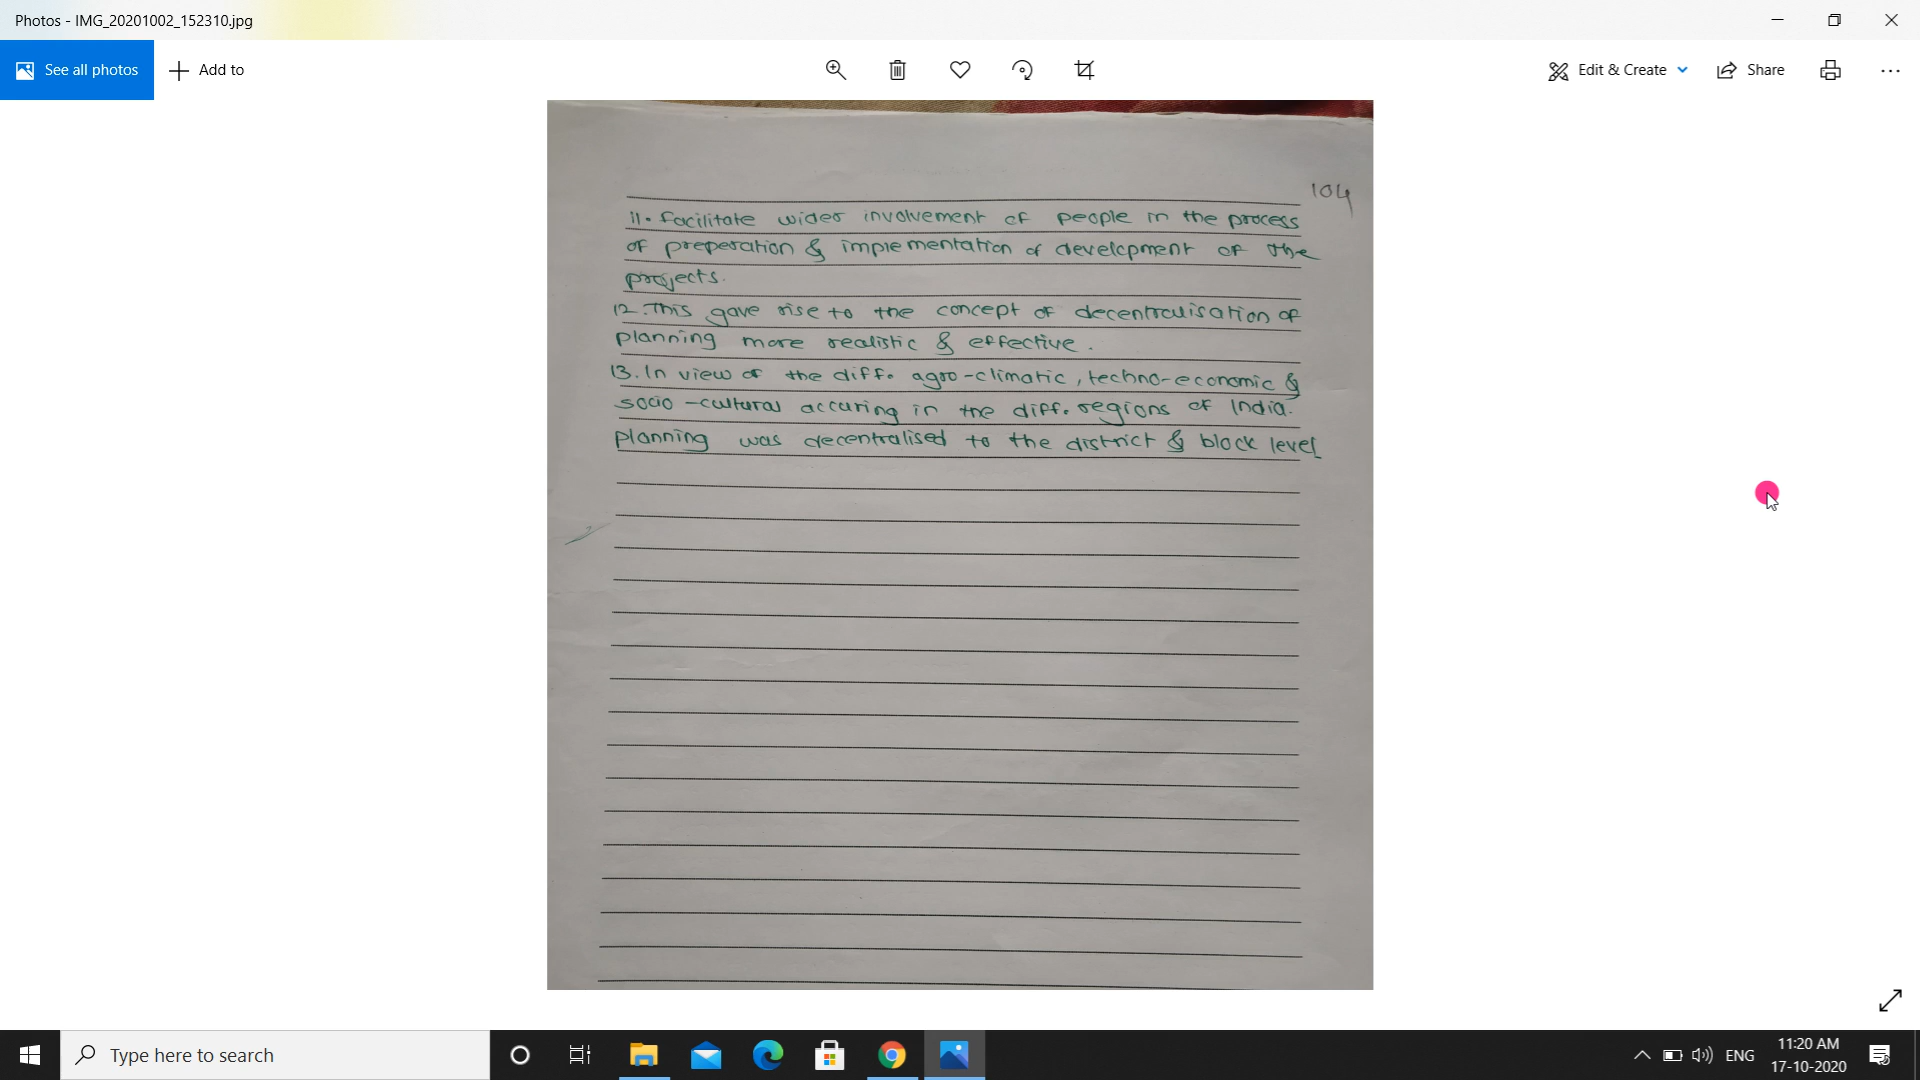 Photos - IMG_20201002_152310.jpg
See all photos
Add to
Edit & Create
Share
104
11. Facilitate wider involvement of people in the process
of preperation & implementation of development of the
projects.
12. This gave rise to the concept of decentralisation of
planning more realistic & effective.
13. In view of the diff. agro-climatic, techno-economic &
socio-cultural accuring in the diff. regions of India.
planning was decentralised to the district & block level
Type here to search
ENG
11:20 AM
17-10-2020